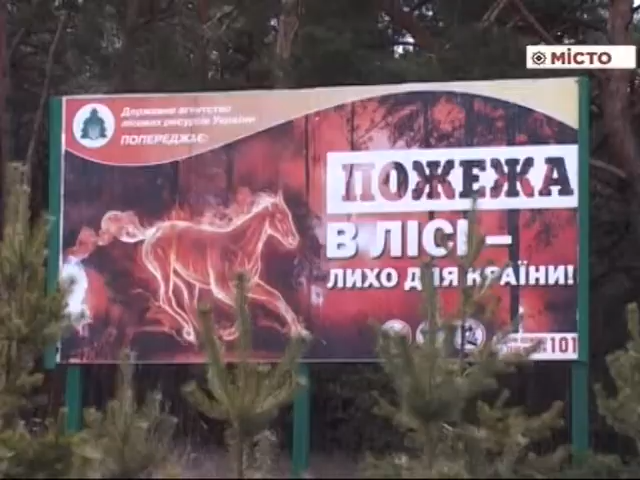 МІСТО
Державне агентство
лісових ресурсів України
ПОПЕРЕДЖАЄ:
ПОЖЕЖА
В ЛІСІ –
ЛИХО ДЛЯ КРАЇНИ!
101